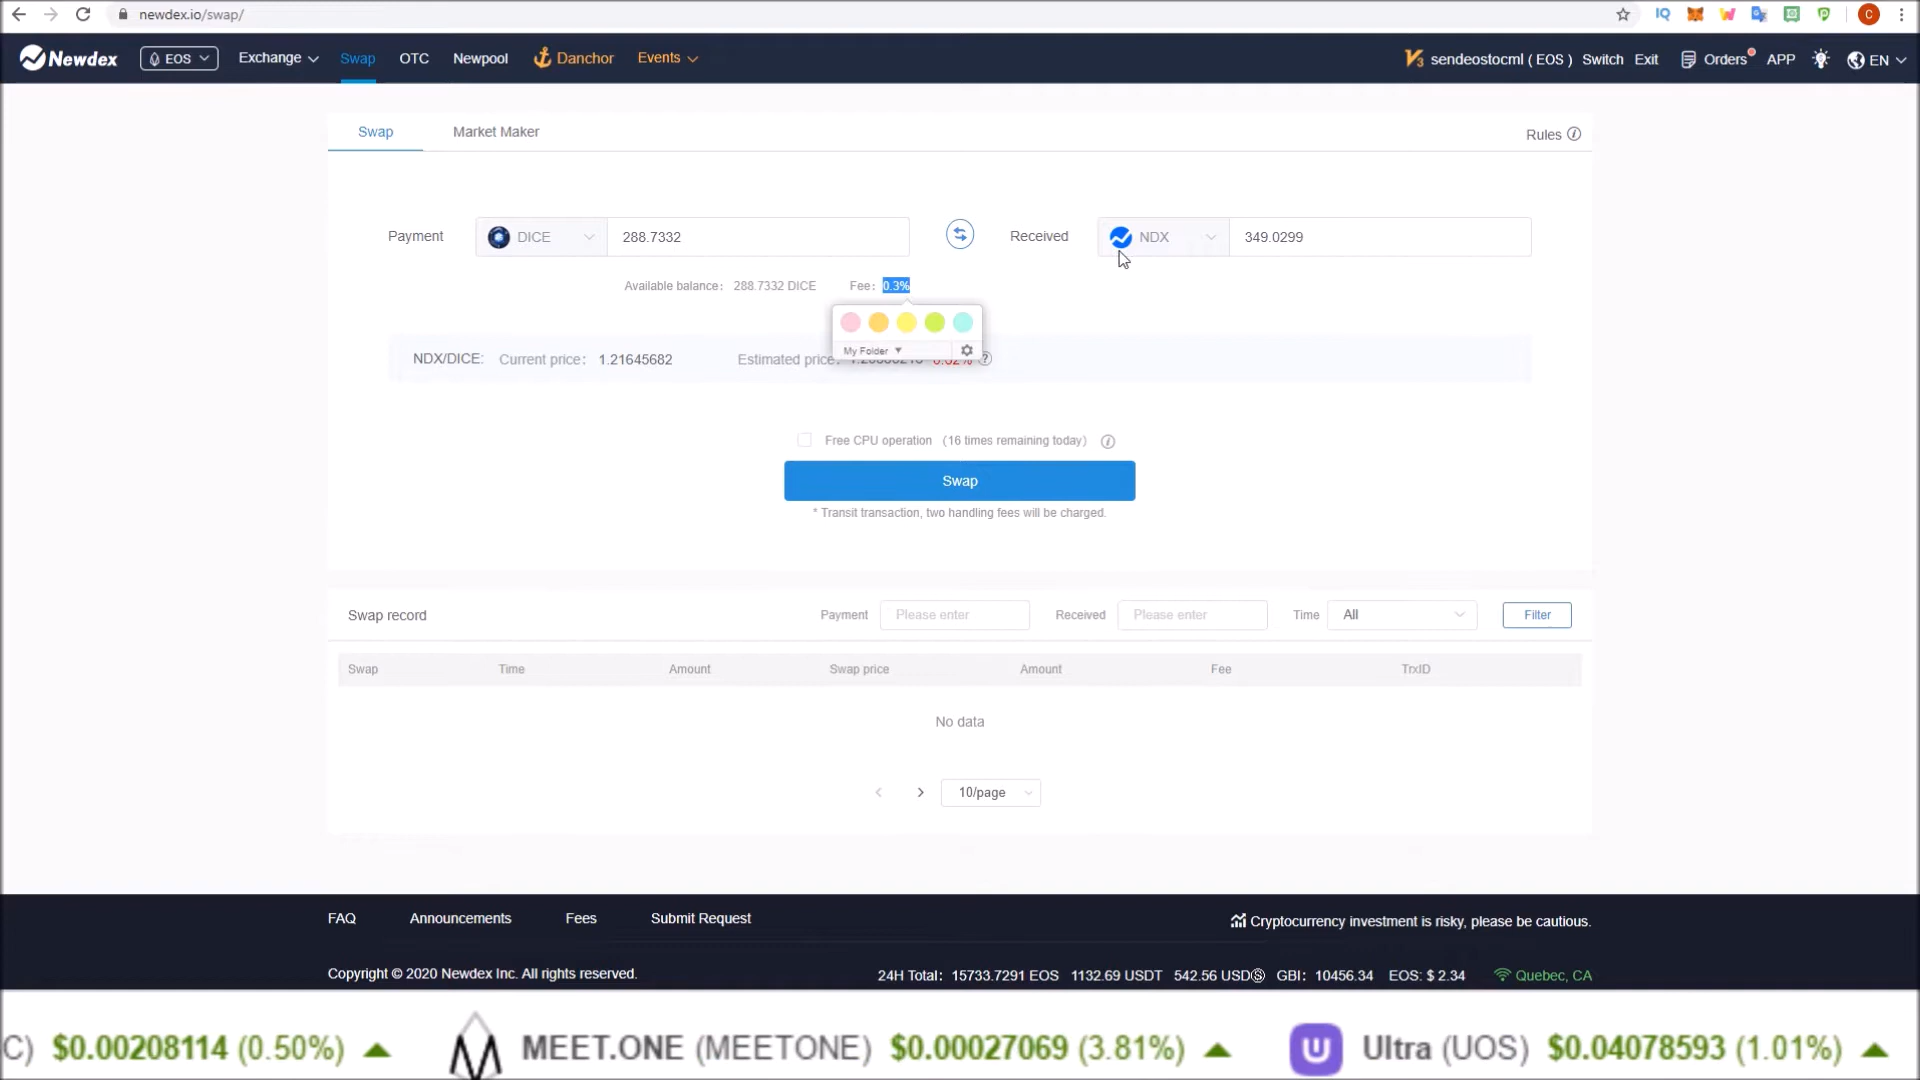 newdex.io/swap/
Newdex EOS Exchange Swap OTC Newpool Danchor Events sendeostocml ( EOS ) Switch Exit Orders APP EN
Swap Market Maker Rules
Payment DICE 288.7332 Received NDX 349.0299
Available balance: 288.7332 DICE Fee: 0.3%
My Folder
NDX/DICE: Current price: 1.21645682 Estimated price:
Free CPU operation (16 times remaining today)
Swap
* Transit transaction, two handling fees will be charged.
Swap record Payment Please enter Received Please enter Time All Filter
Swap Time Amount Swap price Amount Fee TrxID
No data
10/page
FAQ Announcements Fees Submit Request Cryptocurrency investment is risky, please be cautious.
Copyright © 2020 Newdex Inc. All rights reserved. 24H Total: 15733.7291 EOS 1132.69 USDT 542.56 USDⓈ GBI: 10456.34 EOS: $ 2.34 Quebec, CA
C) $0.00208114 (0.50%) MEET.ONE (MEETONE) $0.00027069 (3.81%) Ultra (UOS) $0.04078593 (1.01%)